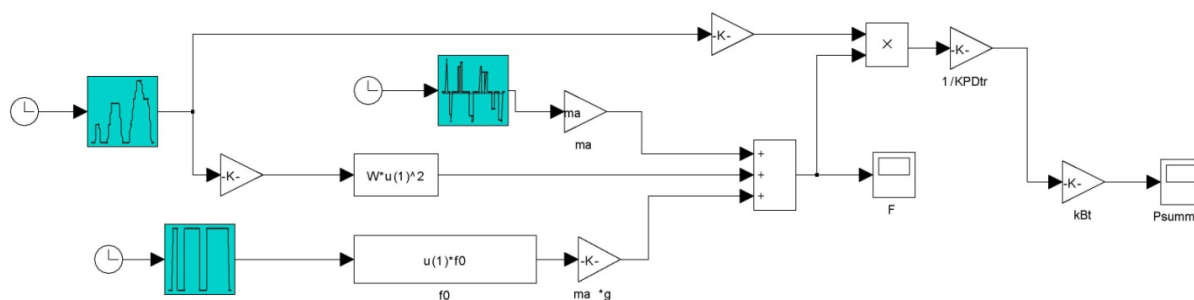 -K-
×
-K-
1/KPDtr
ma
ma
-K-
W*u(1)^2
+
+
+
F
-K-
kBt
Psumm
u(1)*f0
f0
-K-
ma *g